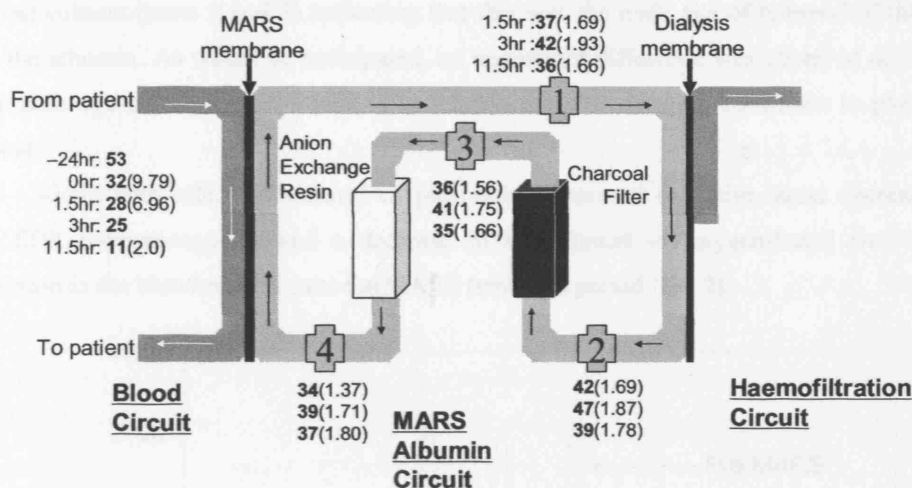 MARS
membrane
1.5hr: 37(1.69)
3hr: 42(1.93)
11.5hr: 36(1.66)
Dialysis
membrane
From patient
1
Anion
Exchange
Resin
3
Charcoal
Filter
–24hr: 53
0hr: 32(9.79)
1.5hr: 28(6.96)
3hr: 25
11.5hr: 11(2.0)
36(1.56)
41(1.75)
35(1.66)
To patient
4
2
Blood
Circuit
34(1.37)
39(1.71)
37(1.80)
MARS
Albumin
Circuit
42(1.69)
47(1.87)
39(1.78)
Haemofiltration
Circuit